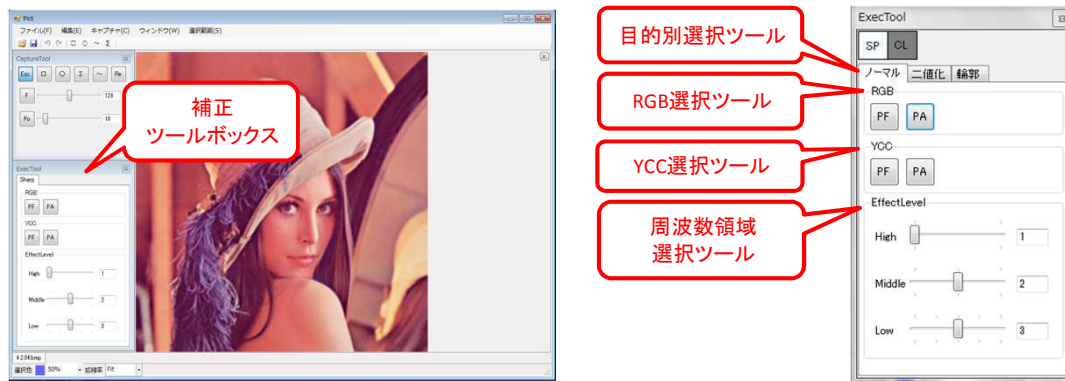 Pict
ファイル(F) 編集(E) キャプチャ(C) ウィンドウ(W) 選択範囲(S)
CaptureTool
Esc □ ○ Σ ～ Re
F 128
Po 10
補正
ツールボックス
ExecTool
Sharp
RGB
PF PA
YCC
PF PA
EffectLevel
High 1
Middle 2
Low 3
4.2.04.bmp
選択色 50% 拡縮率 Fit
目的別選択ツール
RGB選択ツール
YCC選択ツール
周波数領域
選択ツール
ExecTool
SP CL
ノーマル 二値化 輪郭
RGB
PF PA
YCC
PF PA
EffectLevel
High 1
Middle 2
Low 3